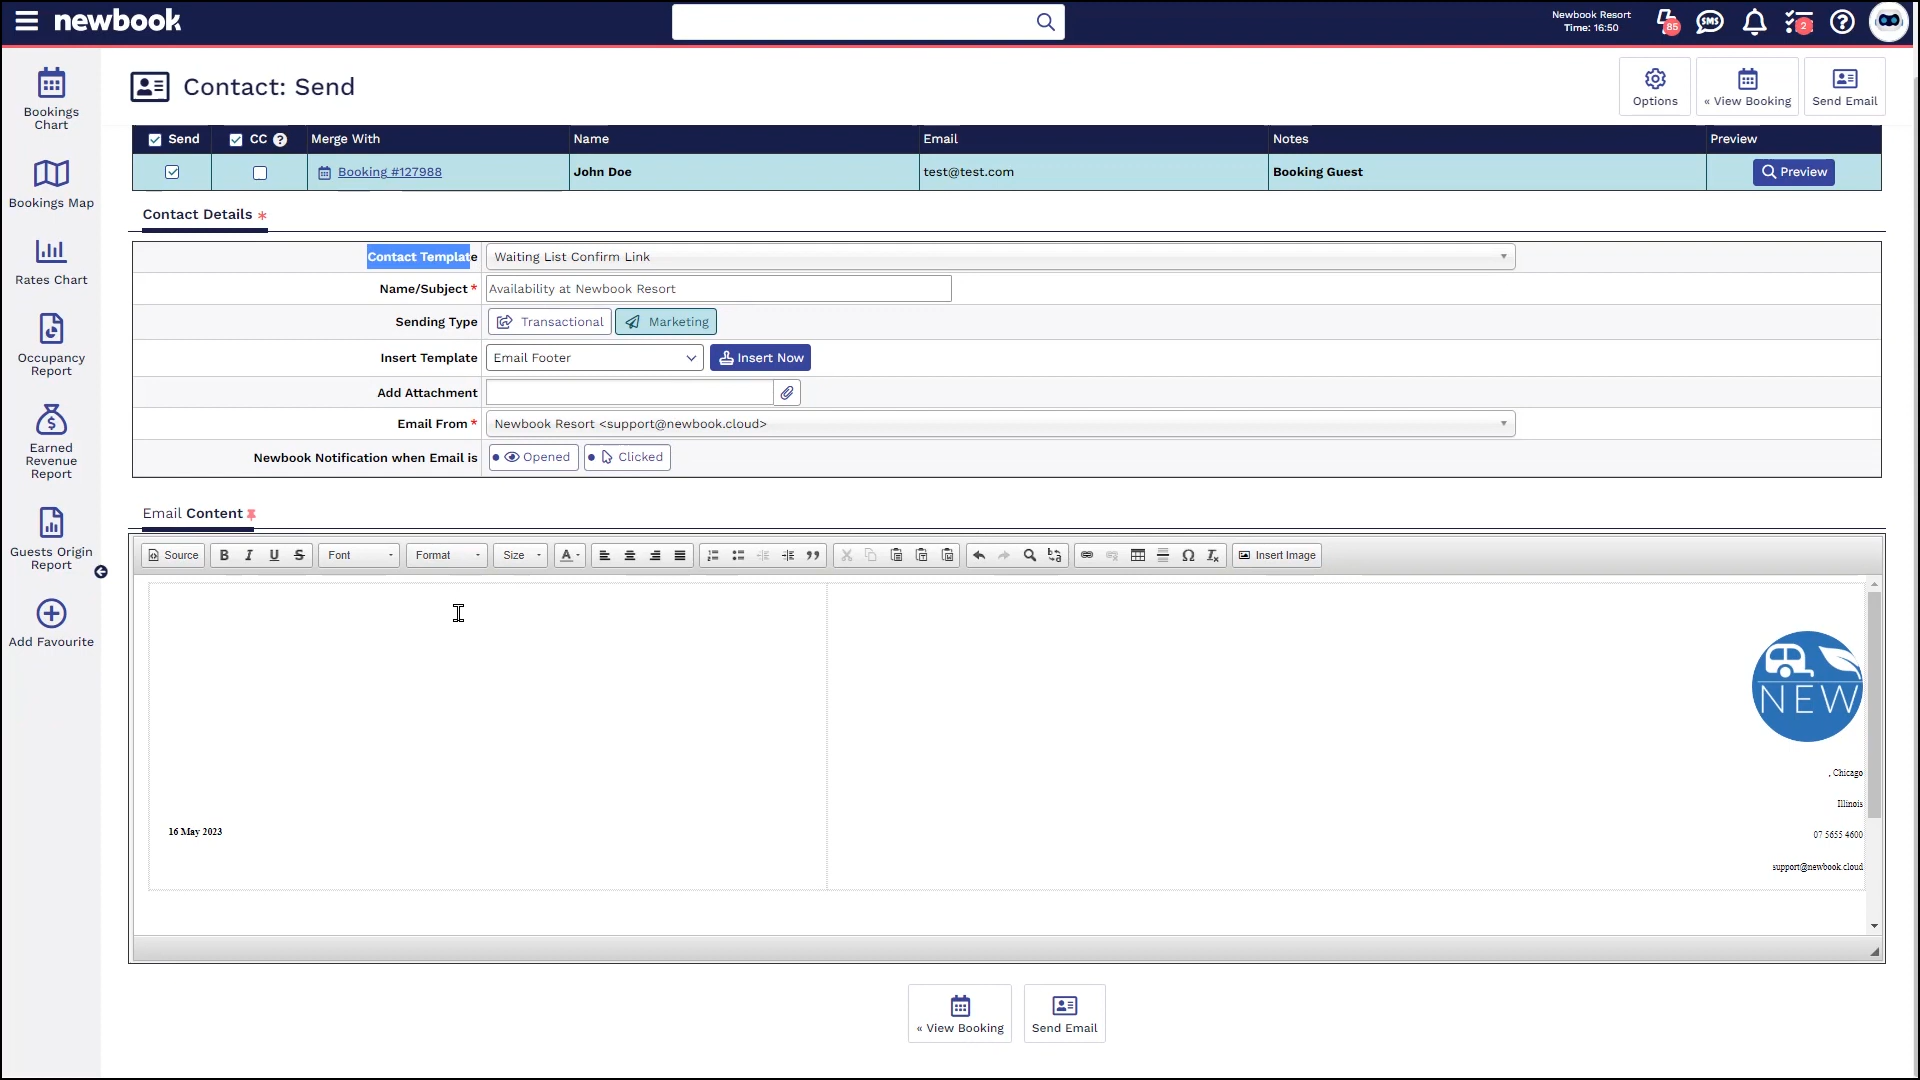 newbook
Newbook Resort
Time: 16:50
85
SMS
2
Bookings
Chart
Bookings Map
Rates Chart
Occupancy
Report
Earned
Revenue
Report
Guests Origin
Report
Add Favourite
Contact: Send
Options
« View Booking
Send Email
Send CC Merge With Name Email Notes Preview
Booking #127988 John Doe test@test.com Booking Guest Preview
Contact Details *
Contact Template Waiting List Confirm Link
Name/Subject * Availability at Newbook Resort
Sending Type Transactional Marketing
Insert Template Email Footer Insert Now
Add Attachment
Email From * Newbook Resort <support@newbook.cloud>
Newbook Notification when Email is Opened Clicked
Email Content
Source B I U S Font Format Size A Insert Image
NEW
, Chicago
Illinois
16 May 2023
07 5655 4600
support@newbook.cloud
« View Booking
Send Email